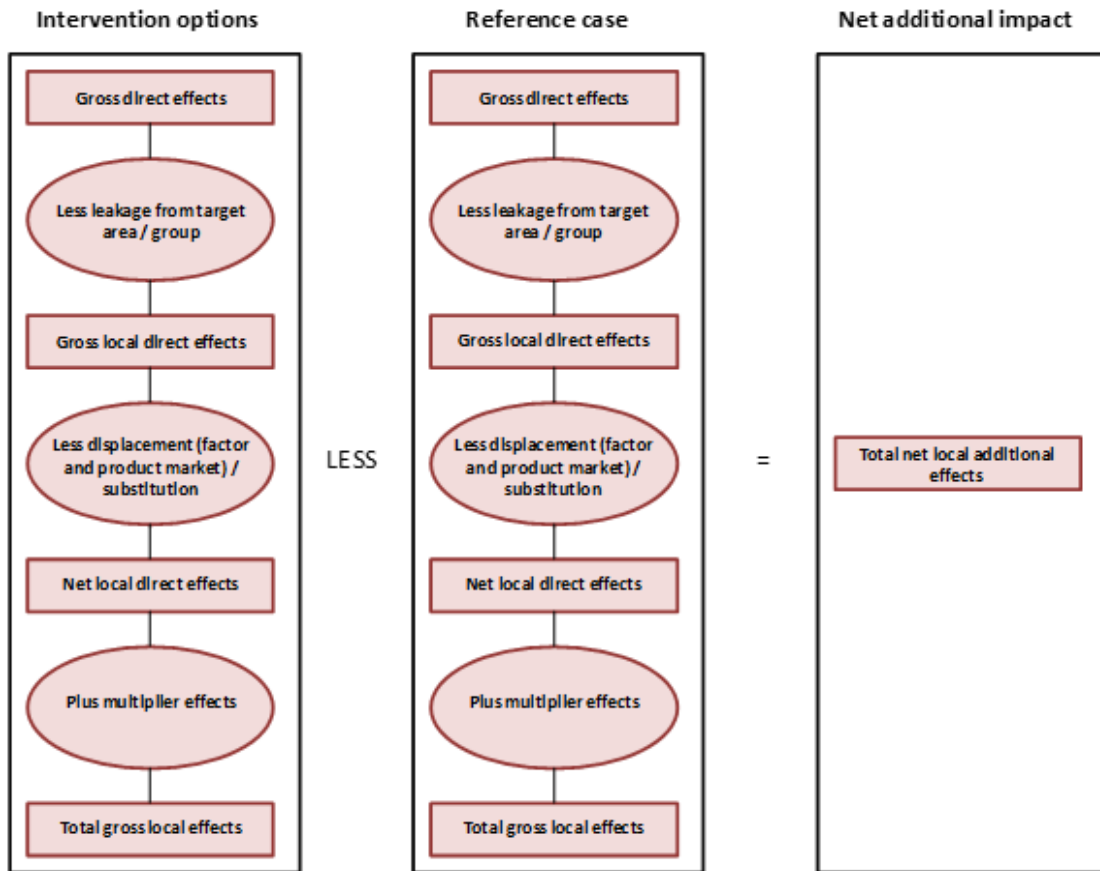 Intervention options
Reference case
Net additional impact
Gross direct effects
Less leakage from target
area / group
Gross local direct effects
Less displacement (factor
and product market) /
substitution
Net local direct effects
Plus multiplier effects
Total gross local effects
LESS
Gross direct effects
Less leakage from target
area / group
Gross local direct effects
Less displacement (factor
and product market) /
substitution
Net local direct effects
Plus multiplier effects
Total gross local effects
=
Total net local additional
effects